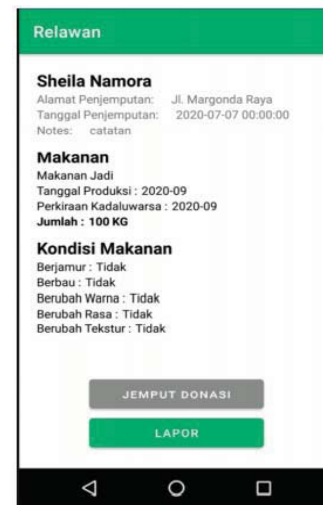 Relawan
Sheila Namora
Alamat Penjemputan: Jl. Margonda Raya
Tanggal Penjemputan: 2020-07-07 00:00:00
Notes: catatan
Makanan
Makanan Jadi
Tanggal Produksi : 2020-09
Perkiraan Kadaluwarsa : 2020-09
Jumlah : 100 KG
Kondisi Makanan
Berjamur : Tidak
Berbau : Tidak
Berubah Warna : Tidak
Berubah Rasa : Tidak
Berubah Tekstur : Tidak
JEMPUT DONASI
LAPOR